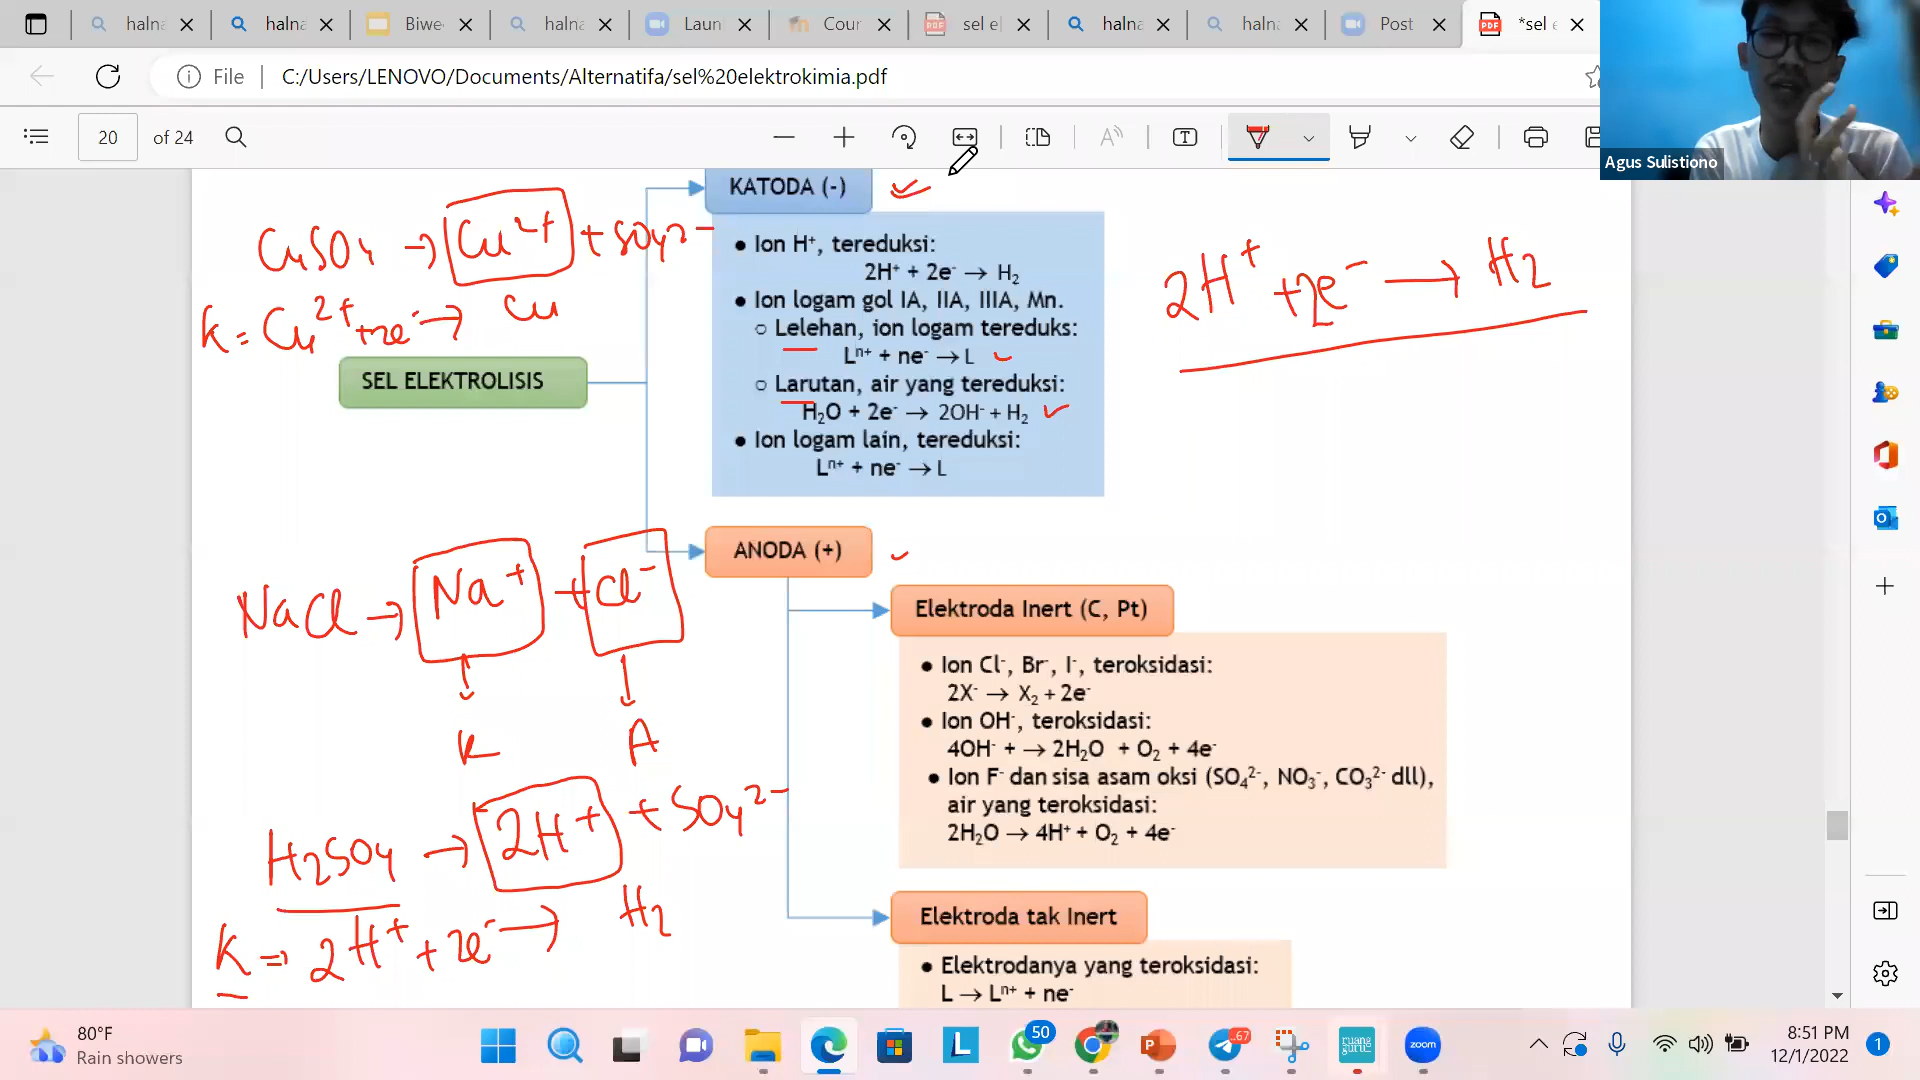 halna
halna
Biwe
halna
Laun
Cour
sel el
halna
halna
Post
*sel e
File
C:/Users/LENOVO/Documents/Alternatifa/sel%20elektrokimia.pdf
20 of 24
Agus Sulistiono
KATODA (-)
CuSO4 → Cu²⁺ + SO4²⁻
K = Cu²⁺ + 2e⁻ → Cu
• Ion H⁺, tereduksi:
2H⁺ + 2e⁻ → H₂
• Ion logam gol IA, IIA, IIIA, Mn.
○ Lelehan, ion logam tereduks:
Lⁿ⁺ + ne⁻ → L
○ Larutan, air yang tereduksi:
H₂O + 2e⁻ → 2OH⁻ + H₂
• Ion logam lain, tereduksi:
Lⁿ⁺ + ne⁻ → L
2H⁺ + 2e⁻ → H2
SEL ELEKTROLISIS
ANODA (+)
NaCl → Na⁺ + Cl⁻
K A
Elektroda Inert (C, Pt)
• Ion Cl⁻, Br⁻, I⁻, teroksidasi:
2X⁻ → X₂ + 2e⁻
• Ion OH⁻, teroksidasi:
4OH⁻ + → 2H₂O + O₂ + 4e⁻
• Ion F⁻ dan sisa asam oksi (SO₄²⁻, NO₃⁻, CO₃²⁻ dll),
air yang teroksidasi:
2H₂O → 4H⁺ + O₂ + 4e⁻
H2SO4 → 2H⁺ + SO4²⁻
K => 2H⁺ + 2e⁻ → H2
Elektroda tak Inert
• Elektrodanya yang teroksidasi:
L → Lⁿ⁺ + ne⁻
80°F
Rain showers
50
67
ruang guru
zoom
8:51 PM
12/1/2022
1